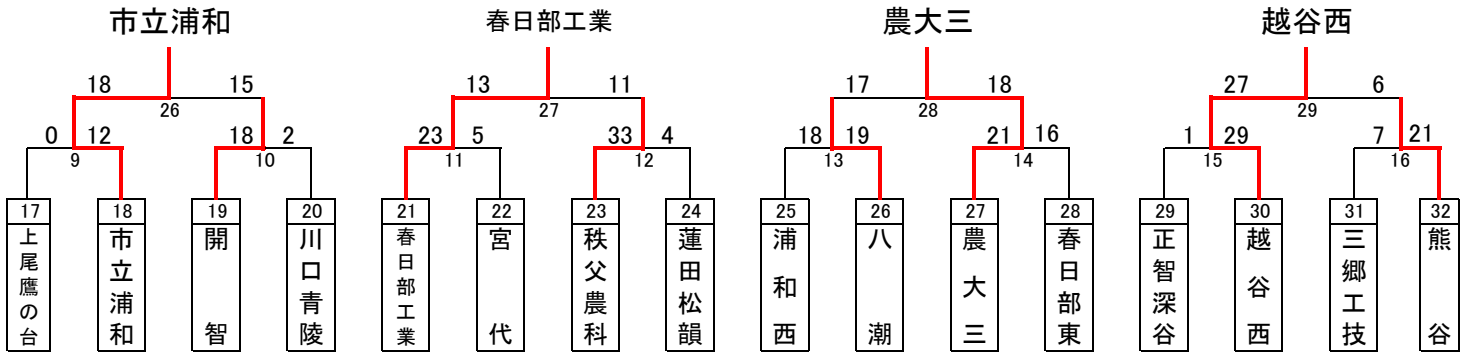 市立浦和 春日部工業 農大三 越谷西
18 15 13 11 17 18 27 6
26 27 28 29
0 12 18 2 23 5 33 4 18 19 21 16 1 29 7 21
9 10 11 12 13 14 15 16
17 18 19 20 21 22 23 24 25 26 27 28 29 30 31 32
上尾鷹の台
市立浦和
開智
川口青陵
春日部工業
宮代
秩父農科
蓮田松韻
浦和西
八潮
農大三
春日部東
正智深谷
越谷西
三郷工技
熊谷